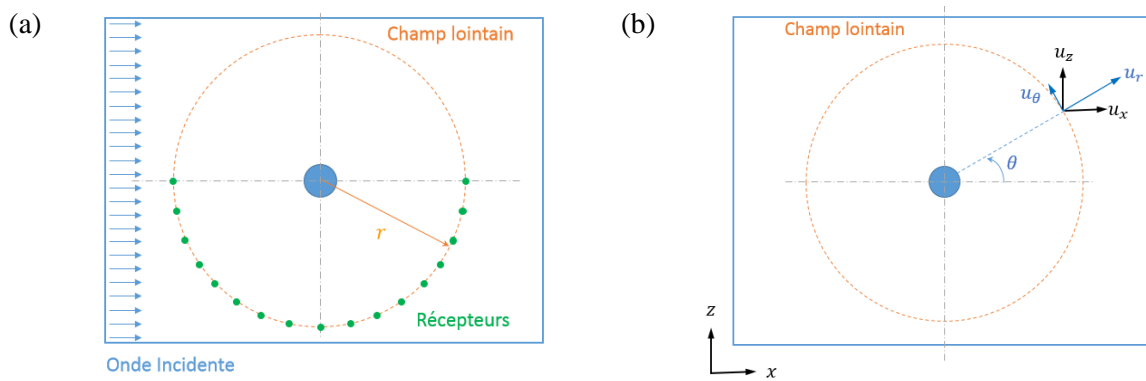 (a)
Champ lointain
r
Récepteurs
Onde Incidente
(b)
Champ lointain
u_z
u_r
u_θ
u_x
θ
z
x